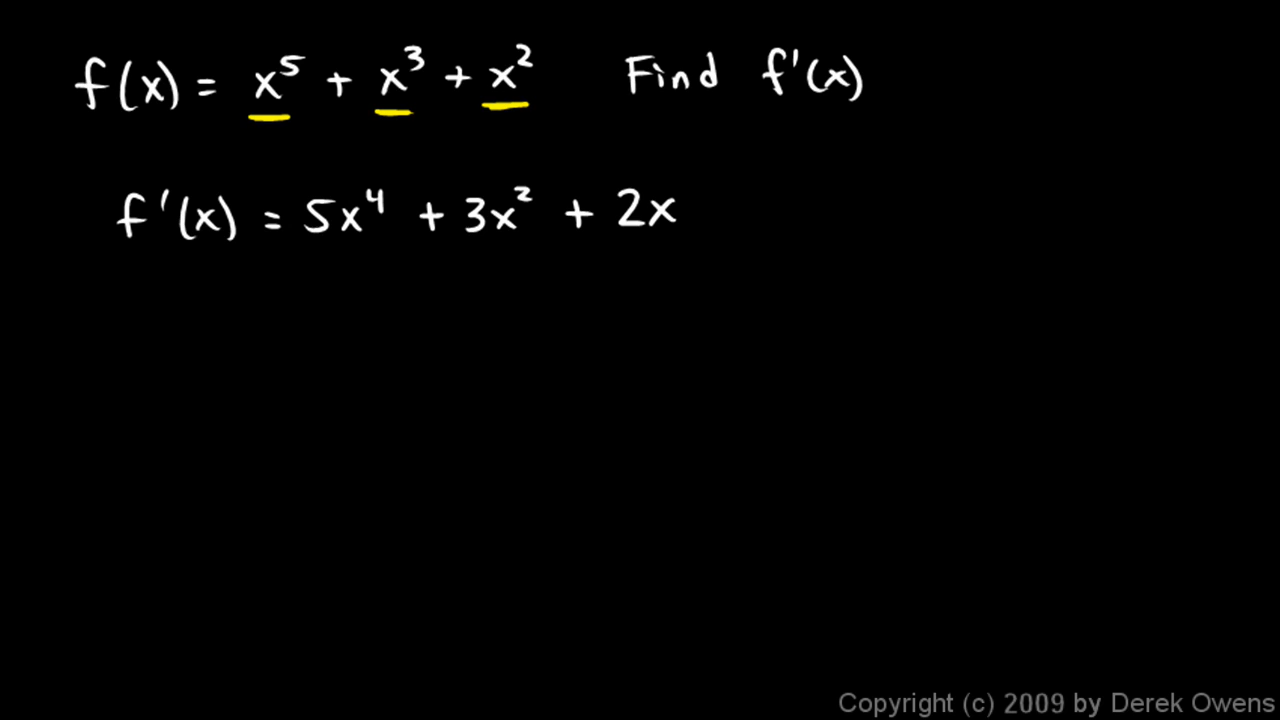 f(x) = x⁵ + x³ + x² Find f'(x)
f'(x) = 5x⁴ + 3x² + 2x
Copyright (c) 2009 by Derek Owens